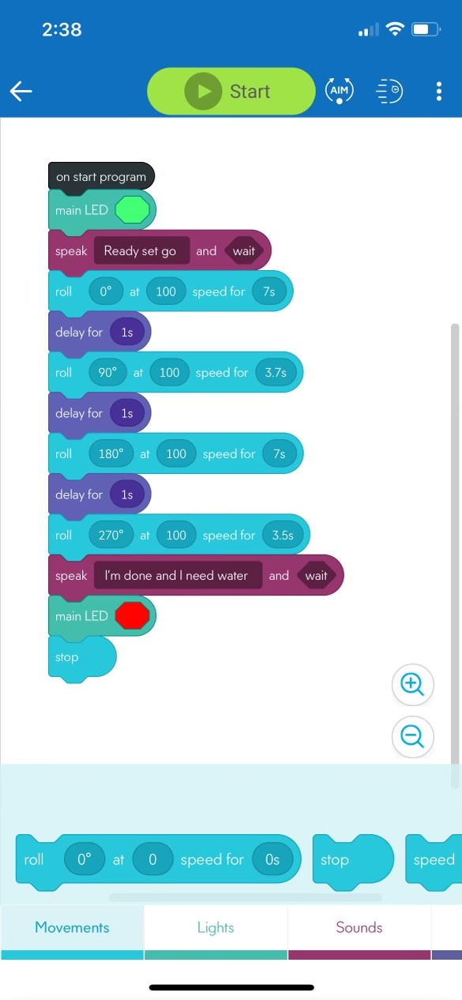 2:38
Start
AIM
on start program
main LED
speak Ready set go and wait
roll 0° at 100 speed for 7s
delay for 1s
roll 90° at 100 speed for 3.7s
delay for 1s
roll 180° at 100 speed for 7s
delay for 1s
roll 270° at 100 speed for 3.5s
speak I'm done and I need water and wait
main LED
stop
roll 0° at 0 speed for 0s stop speed
Movements Lights Sounds